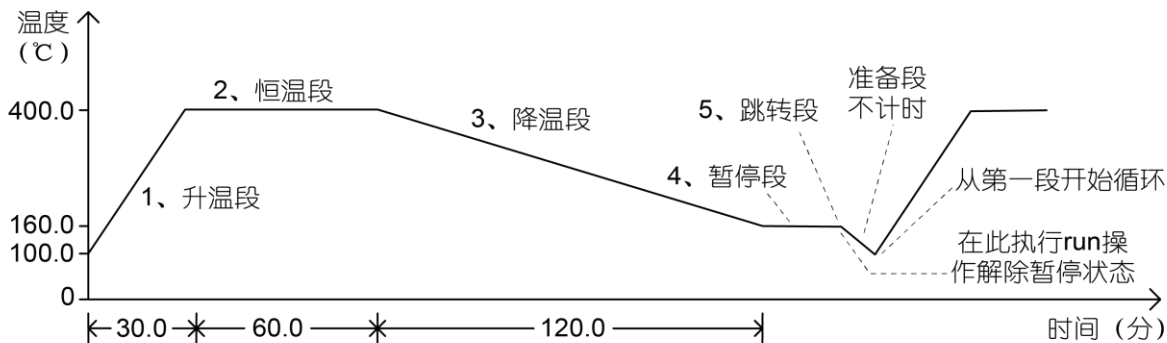 温度
(℃)
400.0
160.0
100.0
0
1、升温段
2、恒温段
3、降温段
4、暂停段
5、跳转段
准备段
不计时
从第一段开始循环
在此执行run操
作解除暂停状态
30.0
60.0
120.0
时间（分）